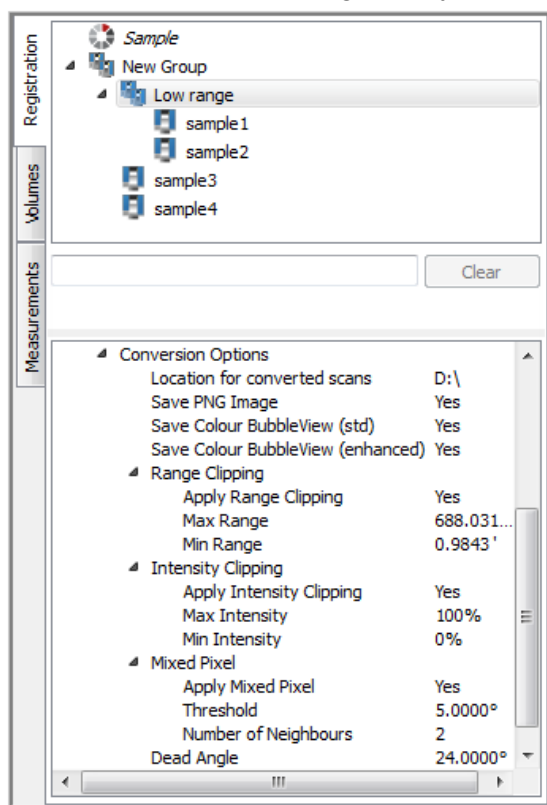 Registration
Volumes
Measurements
Sample
New Group
Low range
sample1
sample2
sample3
sample4
Clear
Conversion Options
Location for converted scans D:\
Save PNG Image Yes
Save Colour BubbleView (std) Yes
Save Colour BubbleView (enhanced) Yes
Range Clipping
Apply Range Clipping Yes
Max Range 688.031...
Min Range 0.9843'
Intensity Clipping
Apply Intensity Clipping Yes
Max Intensity 100%
Min Intensity 0%
Mixed Pixel
Apply Mixed Pixel Yes
Threshold 5.0000°
Number of Neighbours 2
Dead Angle 24.0000°